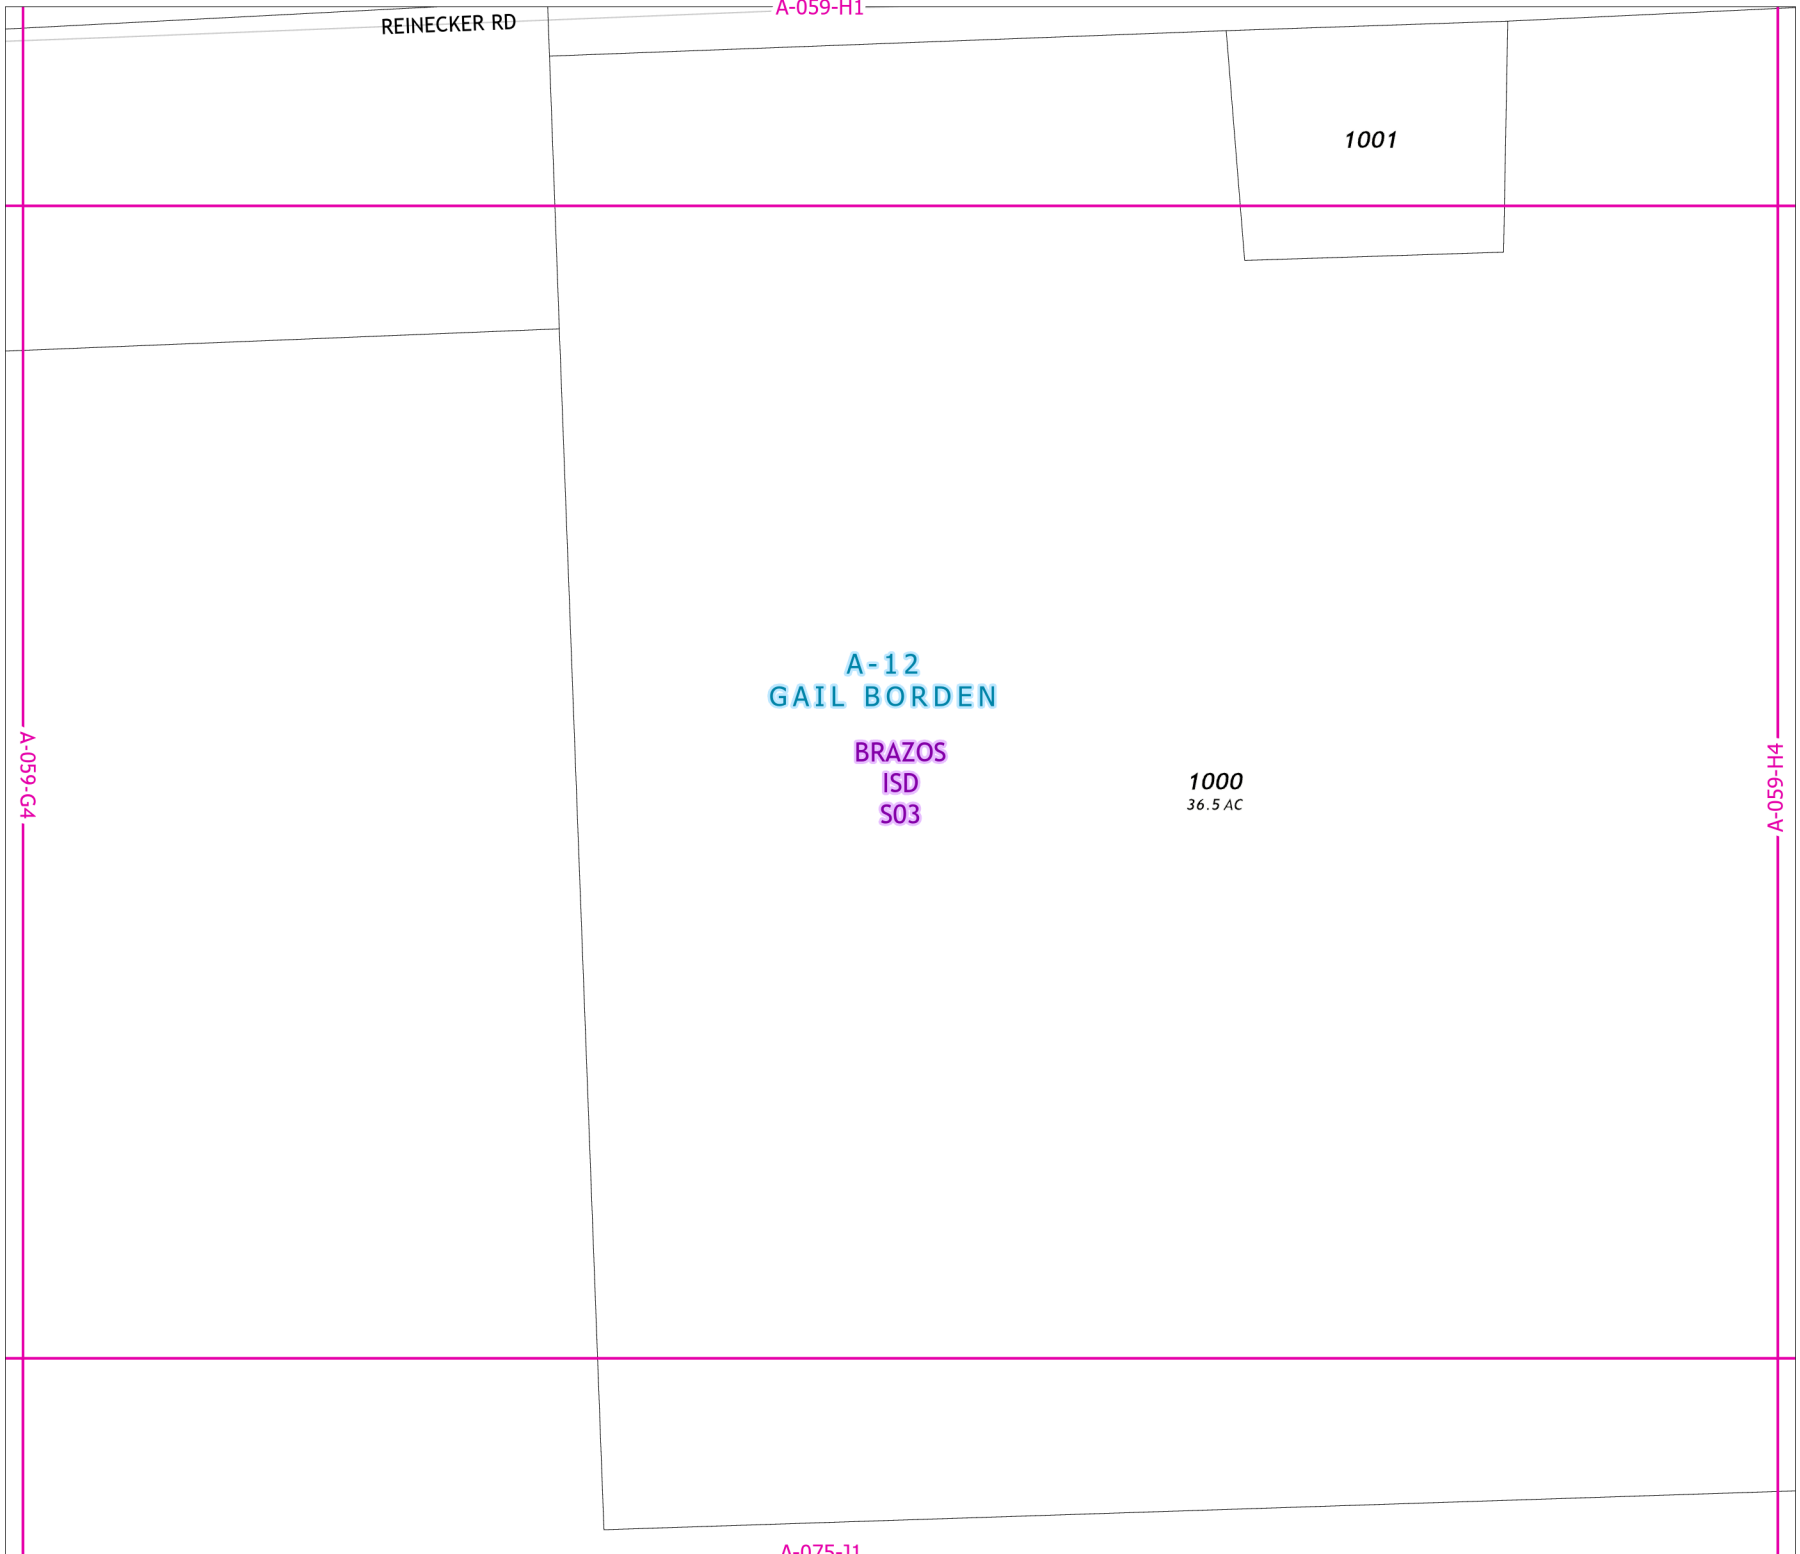 A-059-H1
REINECKER RD
1001
A-12
GAIL BORDEN
BRAZOS
ISD
S03
1000
36.5 AC
A-059-G4
A-059-H4
A-075-J1